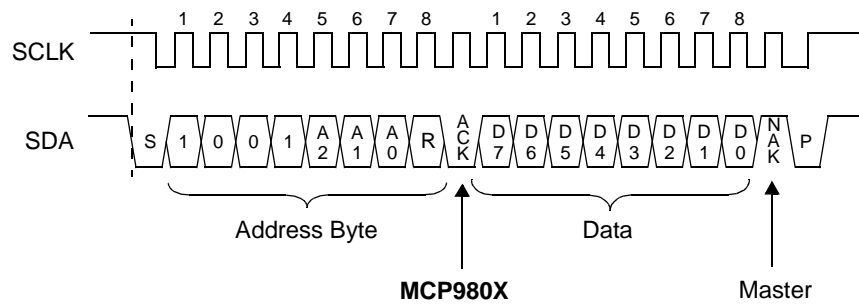 1 2 3 4 5 6 7 8 1 2 3 4 5 6 7 8
SCLK
SDA S 1 0 0 1 A2 A1 A0 R ACK D7 D6 D5 D4 D3 D2 D1 D0 NAK P
Address Byte Data
MCP980X Master